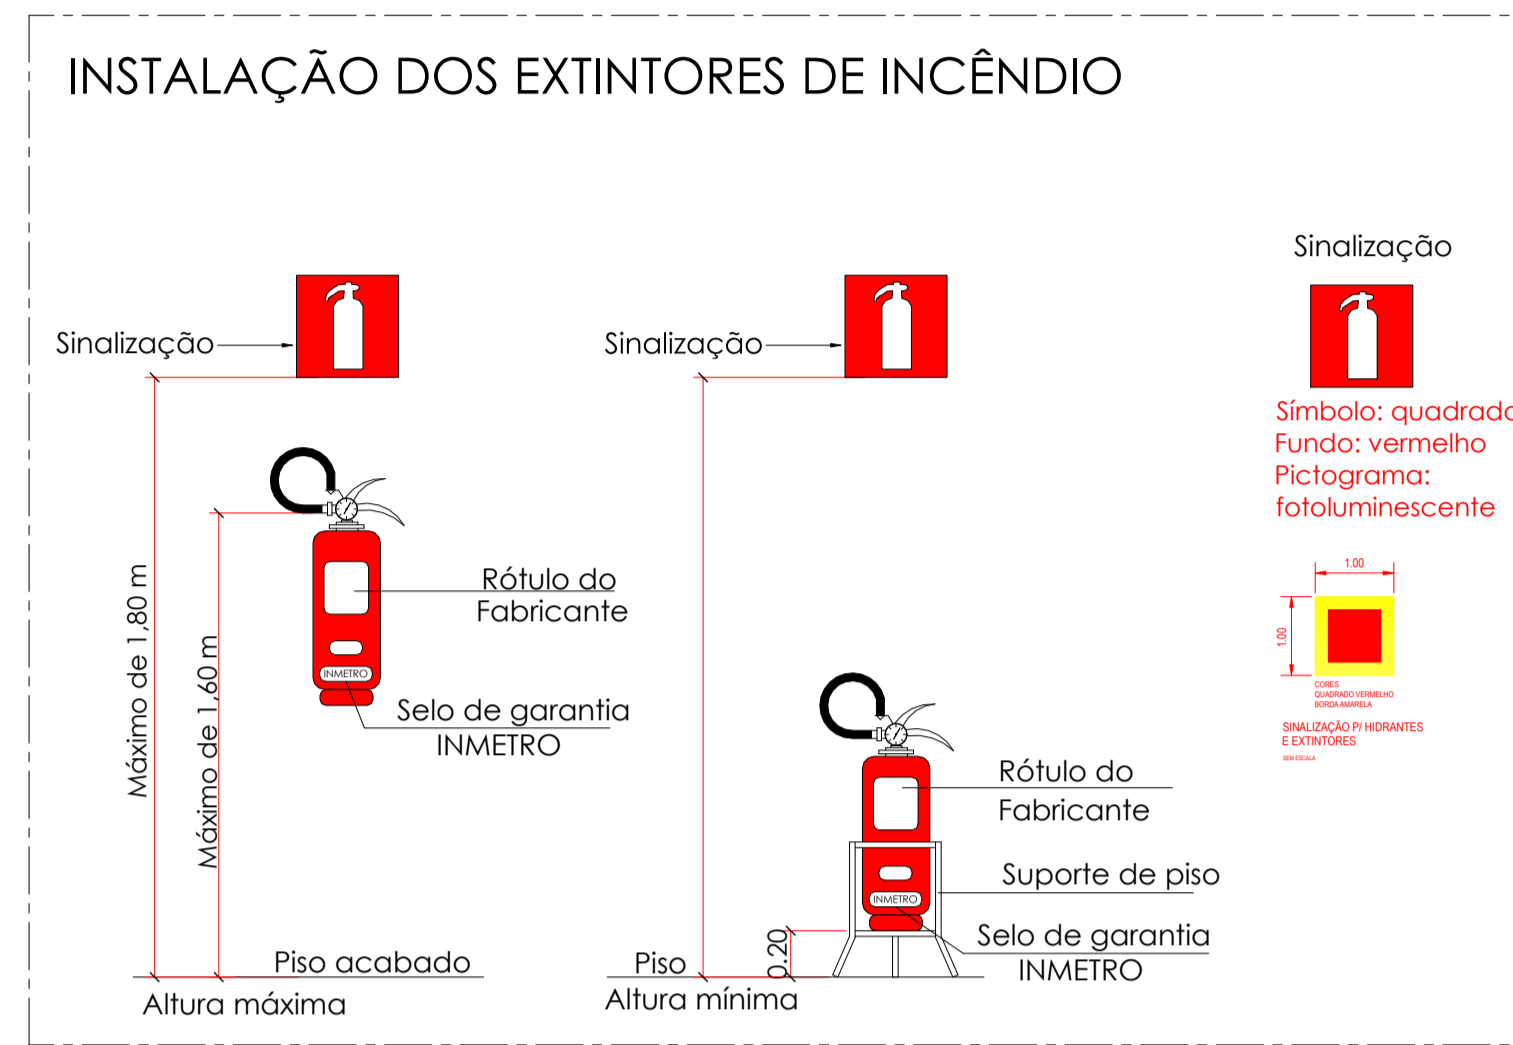 INSTALAÇÃO DOS EXTINTORES DE INCÊNDIO
Sinalização
Máximo de 1,80 m
Máximo de 1,60 m
Rótulo do
Fabricante
INMETRO
Selo de garantia
INMETRO
Piso acabado
Altura máxima
Sinalização
Rótulo do
Fabricante
Suporte de piso
INMETRO
Selo de garantia
INMETRO
0.20
Piso
Altura mínima
Sinalização
Símbolo: quadrado
Fundo: vermelho
Pictograma:
fotoluminescente
1.00
1.00
CORES
QUADRADO VERMELHO
BORDA AMARELA
SINALIZAÇÃO P/ HIDRANTES
E EXTINTORES
SEM ESCALA